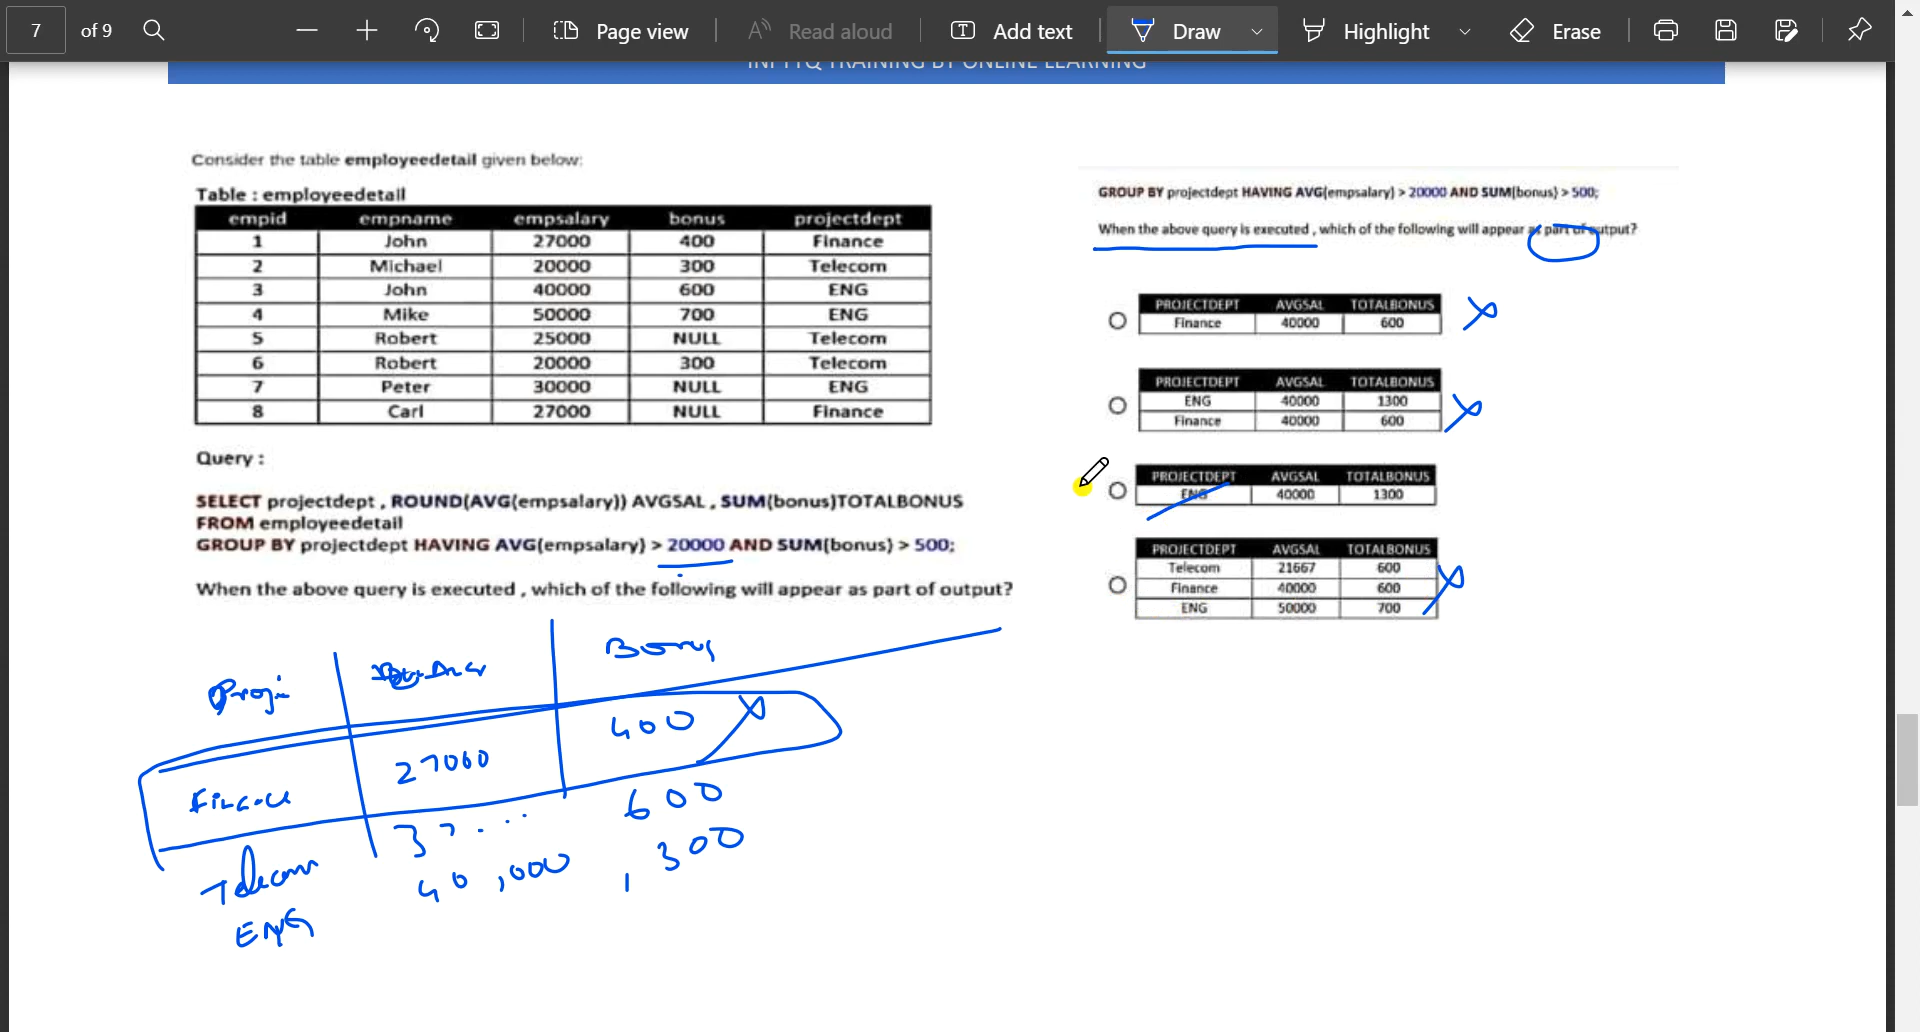 7 of 9 Page view Read aloud Add text Draw Highlight Erase
INFYTQ TRAINING BY ONLINE LEARNING
Consider the table employeedetail given below:
Table : employeedetail
empid empname empsalary bonus projectdept
1 John 27000 400 Finance
2 Michael 20000 300 Telecom
3 John 40000 600 ENG
4 Mike 50000 700 ENG
5 Robert 25000 NULL Telecom
6 Robert 20000 300 Telecom
7 Peter 30000 NULL ENG
8 Carl 27000 NULL Finance
Query :
SELECT projectdept , ROUND(AVG(empsalary)) AVGSAL , SUM(bonus)TOTALBONUS
FROM employeedetail
GROUP BY projectdept HAVING AVG(empsalary) > 20000 AND SUM(bonus) > 500;
When the above query is executed , which of the following will appear as part of output?
Proj Bonus
Finance 27000 400
Telecom 600
ENG 40,000 1,300
GROUP BY projectdept HAVING AVG(empsalary) > 20000 AND SUM(bonus) > 500;
When the above query is executed , which of the following will appear as part of output?
PROJECTDEPT AVGSAL TOTALBONUS
Finance 40000 600
PROJECTDEPT AVGSAL TOTALBONUS
ENG 40000 1300
Finance 40000 600
PROJECTDEPT AVGSAL TOTALBONUS
ENG 40000 1300
PROJECTDEPT AVGSAL TOTALBONUS
Telecom 21667 600
Finance 40000 600
ENG 50000 700